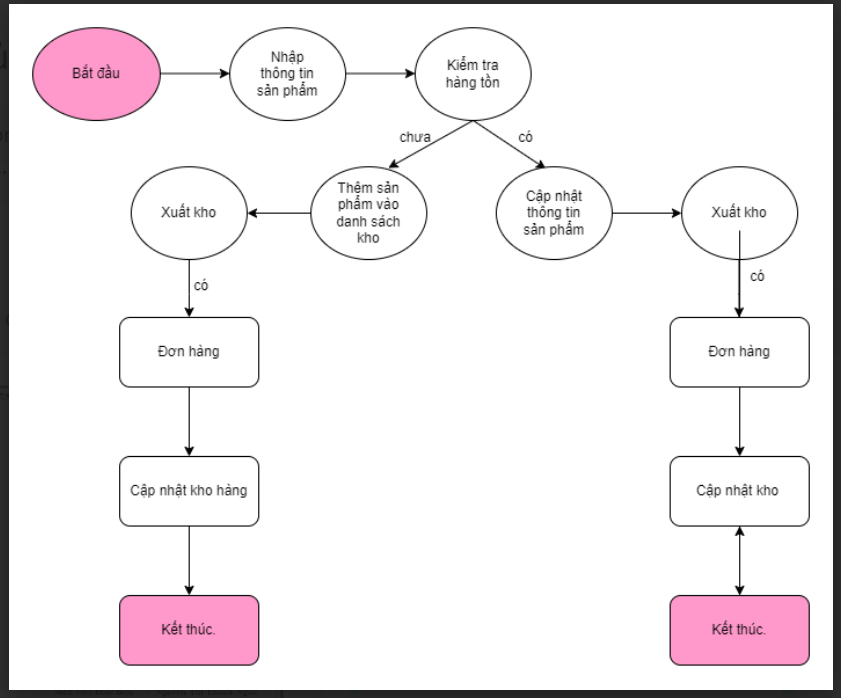 Bắt đầu
Nhập
thông tin
sản phẩm
Kiểm tra
hàng tồn
chưa
có
Xuất kho
Thêm sản
phẩm vào
danh sách
kho
Cập nhật
thông tin
sản phẩm
Xuất kho
có
có
Đơn hàng
Đơn hàng
Cập nhật kho hàng
Cập nhật kho
Kết thúc.
Kết thúc.